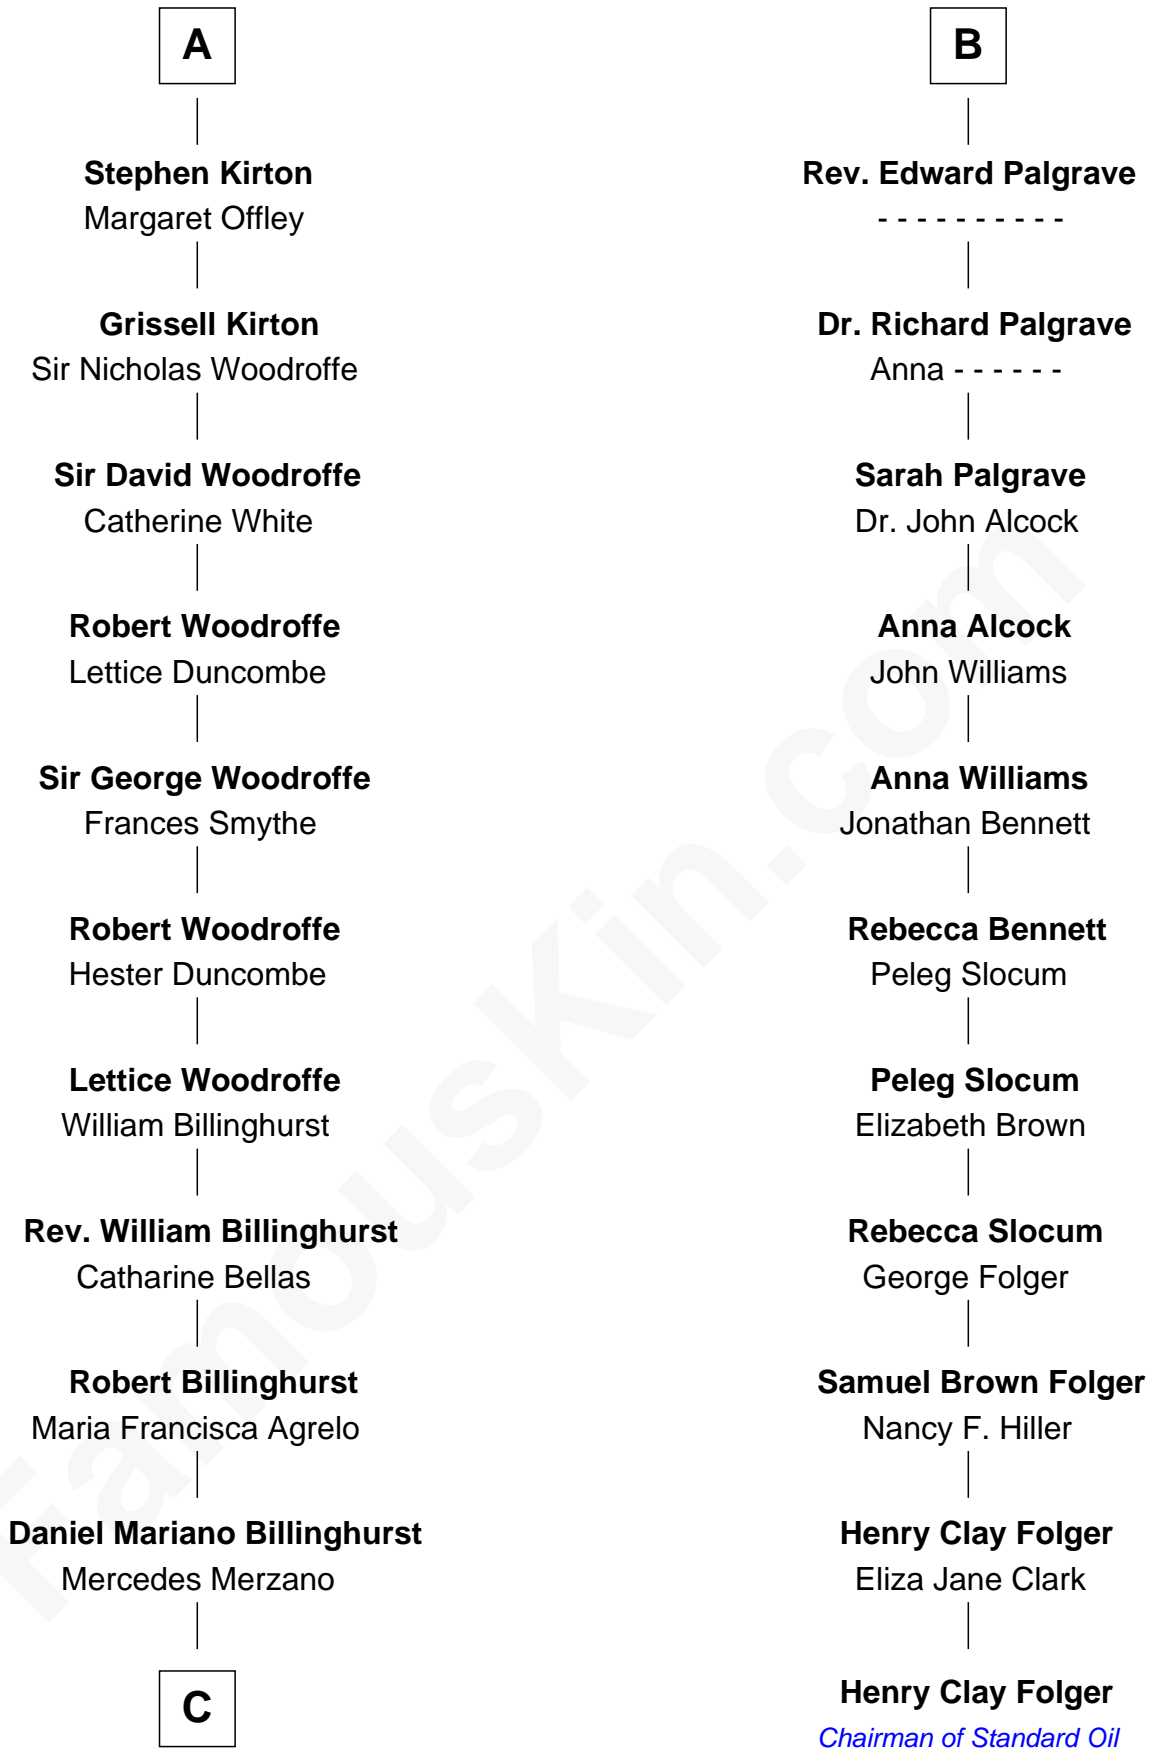 A
Stephen Kirton
Margaret Offley
Grissell Kirton
Sir Nicholas Woodroffe
Sir David Woodroffe
Catherine White
Robert Woodroffe
Lettice Duncombe
Sir George Woodroffe
Frances Smythe
Robert Woodroffe
Hester Duncombe
Lettice Woodroffe
William Billinghurst
Rev. William Billinghurst
Catharine Bellas
Robert Billinghurst
Maria Francisca Agrelo
Daniel Mariano Billinghurst
Mercedes Merzano
C
B
Rev. Edward Palgrave
- - - - - - - - - -
Dr. Richard Palgrave
Anna - - - - - -
Sarah Palgrave
Dr. John Alcock
Anna Alcock
John Williams
Anna Williams
Jonathan Bennett
Rebecca Bennett
Peleg Slocum
Peleg Slocum
Elizabeth Brown
Rebecca Slocum
George Folger
Samuel Brown Folger
Nancy F. Hiller
Henry Clay Folger
Eliza Jane Clark
Henry Clay Folger
Chairman of Standard Oil
FamousKin.com